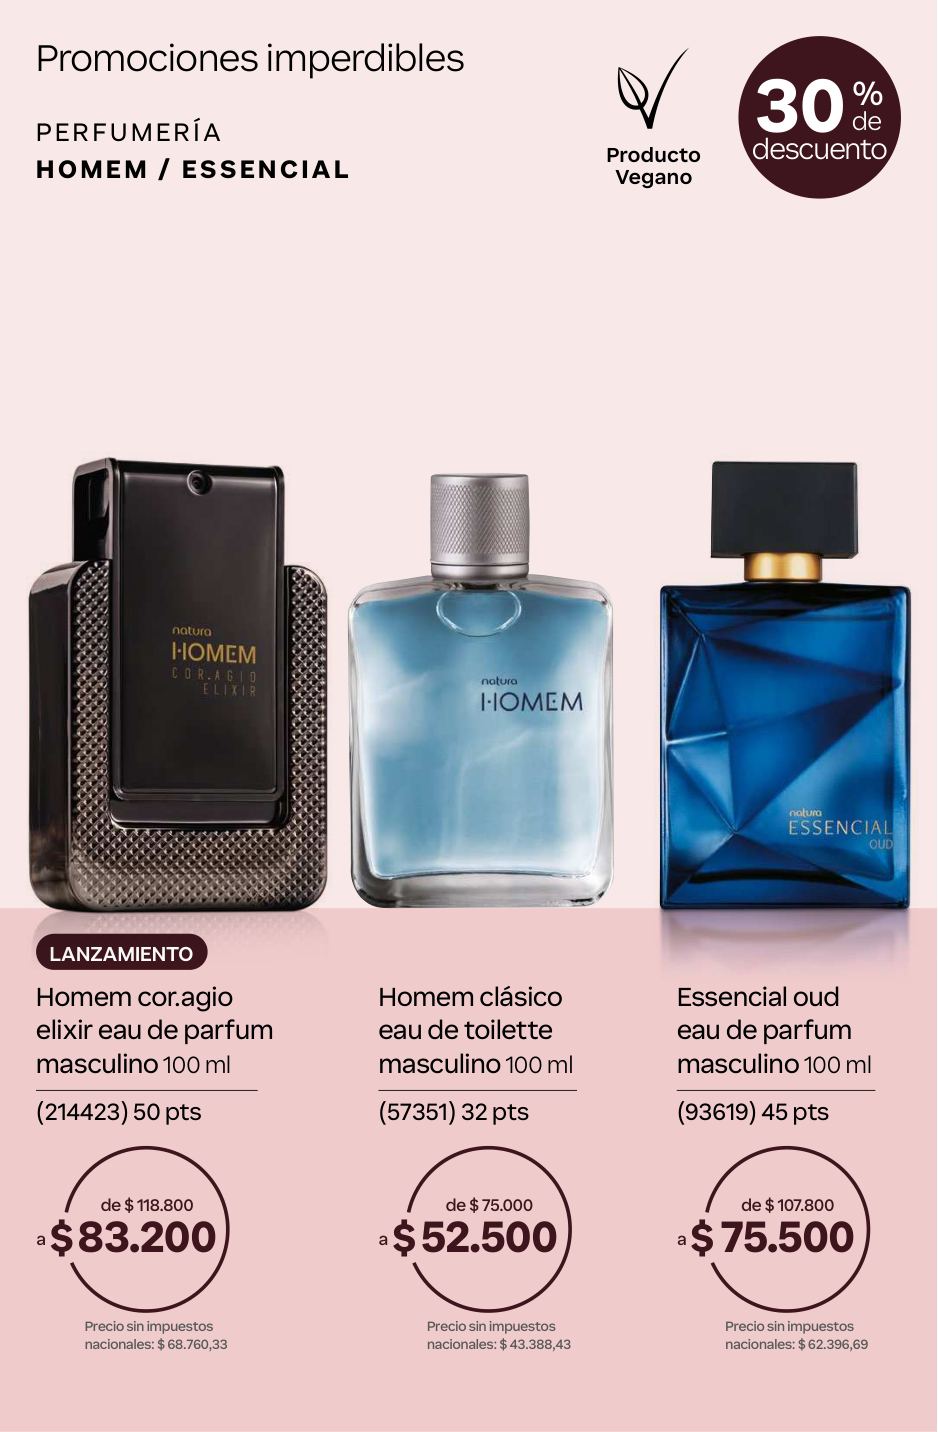 Promociones imperdibles
PERFUMERÍA
HOMEM / ESSENCIAL
Producto
Vegano
30 %
de
descuento
natura
HOMEM
COR.AGIO
ELIXIR
natura
HOMEM
natura
ESSENCIAL
OUD
LANZAMIENTO
Homem cor.agio
elixir eau de parfum
masculino 100 ml
(214423) 50 pts
de $ 118.800
a $ 83.200
Precio sin impuestos
nacionales: $ 68.760,33
Homem clásico
eau de toilette
masculino 100 ml
(57351) 32 pts
de $ 75.000
a $ 52.500
Precio sin impuestos
nacionales: $ 43.388,43
Essencial oud
eau de parfum
masculino 100 ml
(93619) 45 pts
de $ 107.800
a $ 75.500
Precio sin impuestos
nacionales: $ 62.396,69